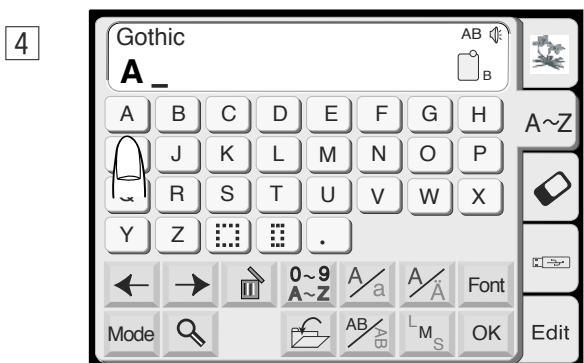 4
Gothic AB B
A _
A B C D E F G H A~Z
J K L M N O P
R S T U V W X
Y Z .
0~9 A~Z A/a A/Ä Font
Mode AB/AB L M S OK Edit